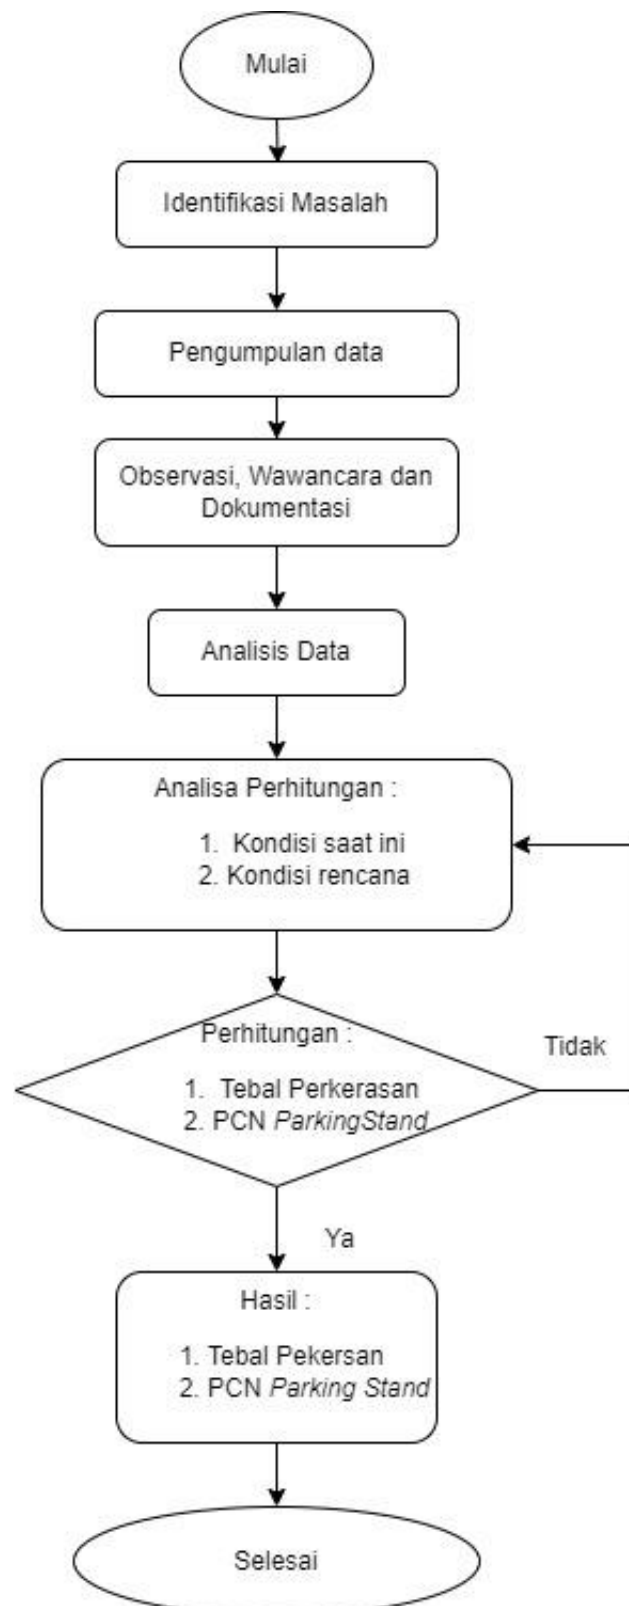 Mulai
Identifikasi Masalah
Pengumpulan data
Observasi, Wawancara dan
Dokumentasi
Analisis Data
Analisa Perhitungan :
1. Kondisi saat ini
2. Kondisi rencana
Perhitungan :
1. Tebal Perkerasan
2. PCN ParkingStand
Tidak
Ya
Hasil :
1. Tebal Pekersan
2. PCN Parking Stand
Selesai